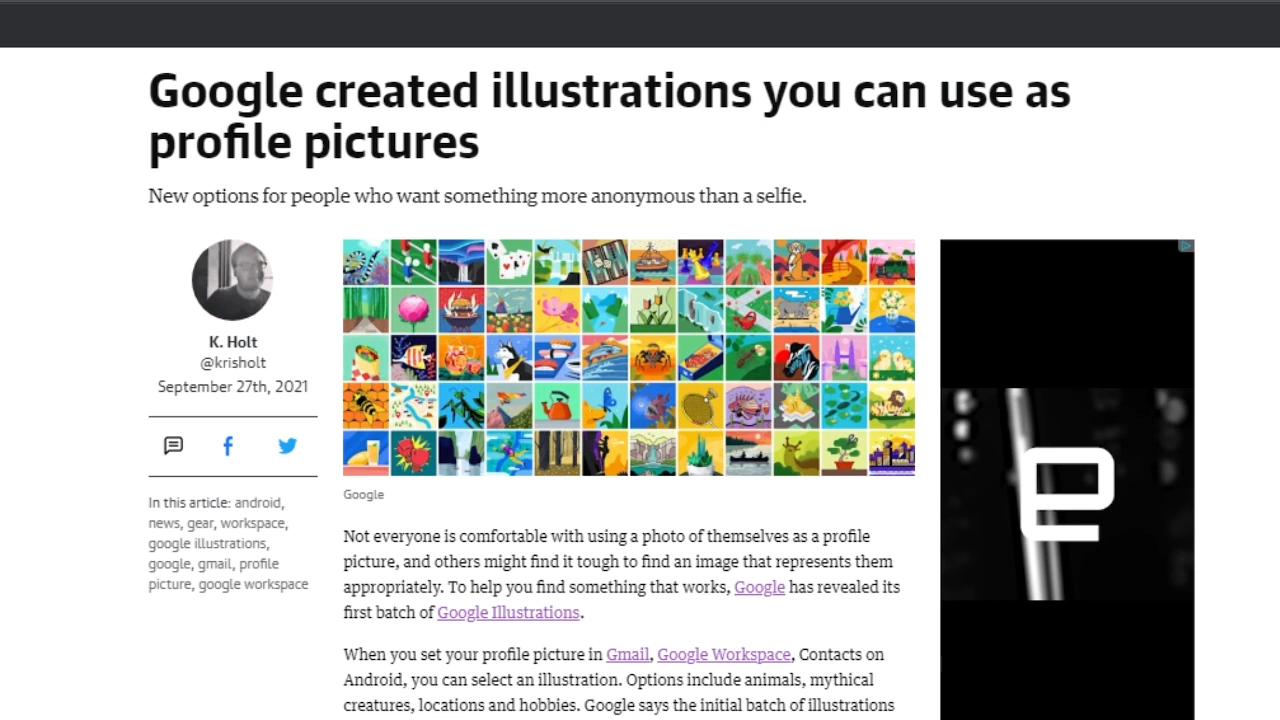 Google created illustrations you can use as
profile pictures
New options for people who want something more anonymous than a selfie.
K. Holt
@krisholt
September 27th, 2021
In this article: android,
news, gear, workspace,
google illustrations,
google, gmail, profile
picture, google workspace
Google
Not everyone is comfortable with using a photo of themselves as a profile
picture, and others might find it tough to find an image that represents them
appropriately. To help you find something that works, Google has revealed its
first batch of Google Illustrations.
When you set your profile picture in Gmail, Google Workspace, Contacts on
Android, you can select an illustration. Options include animals, mythical
creatures, locations and hobbies. Google says the initial batch of illustrations
e